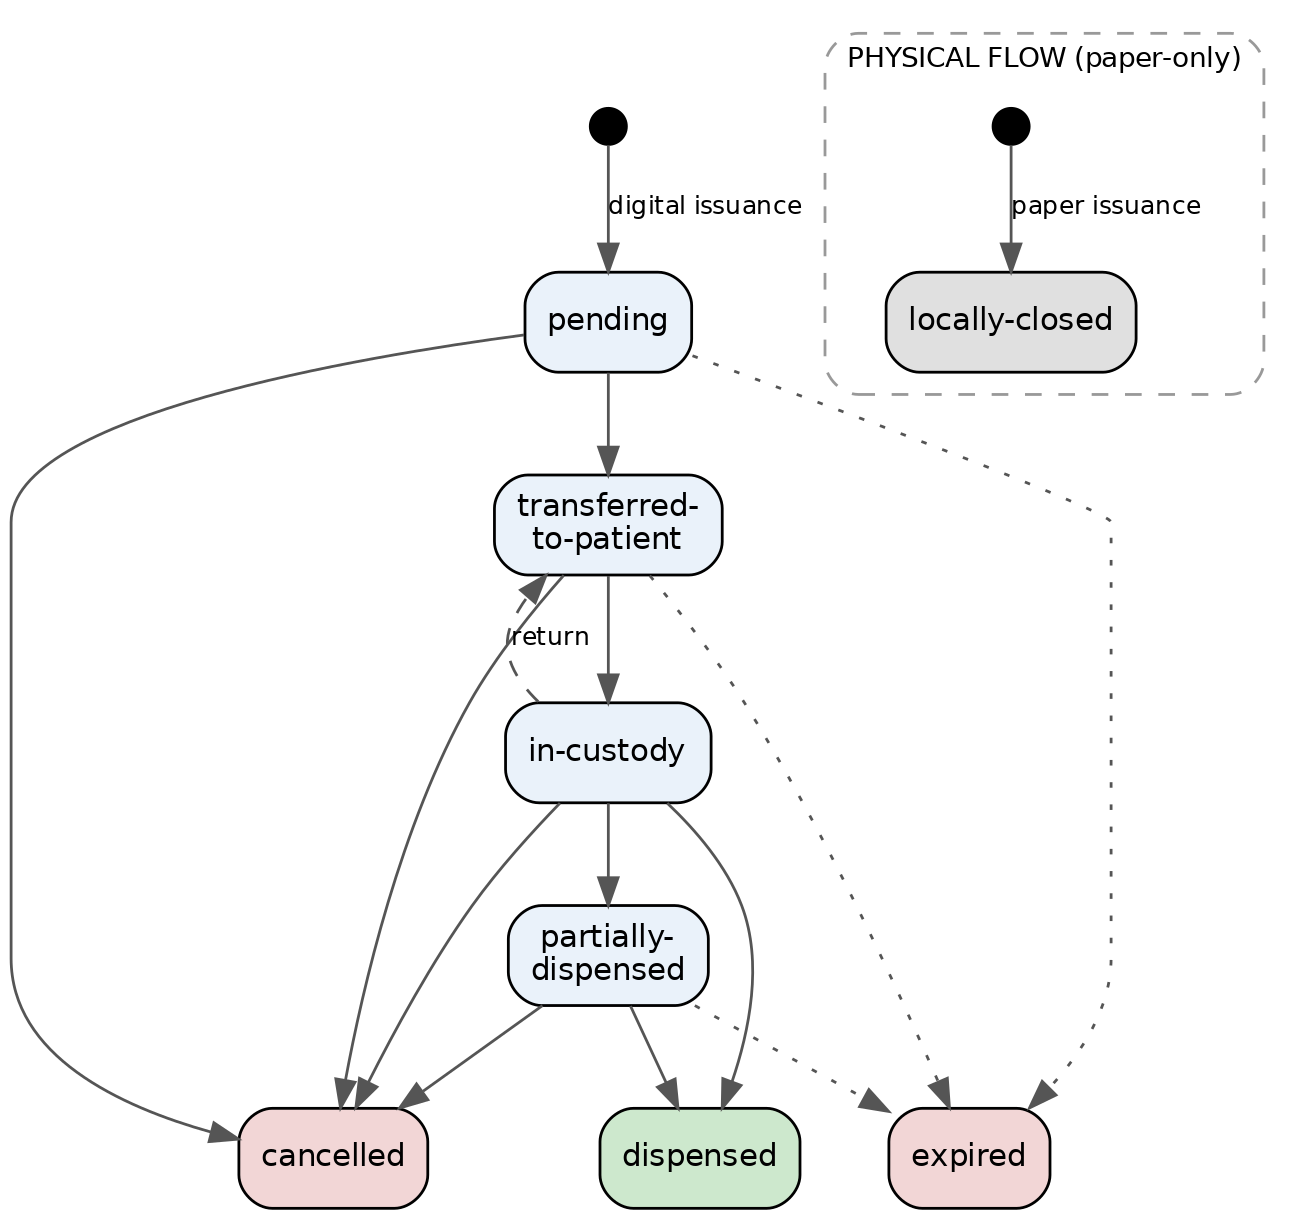 PHYSICAL FLOW (paper-only)
digital issuance
paper issuance
pending
locally-closed
transferred-
to-patient
return
in-custody
partially-
dispensed
cancelled
dispensed
expired